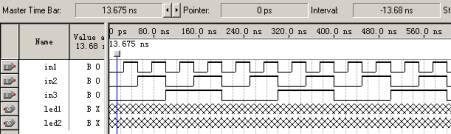 Master Time Bar: 13.675 ns Pointer: 0 ps Interval: -13.68 ns St
Name Value a 13.68 0 ps 80.0 ns 160.0 ns 240.0 ns 320.0 ns 400.0 ns 480.0 ns 560.0 ns
13.675 ns
in1 B 0
in2 B 0
in3 B 0
led1 B X
led2 B X